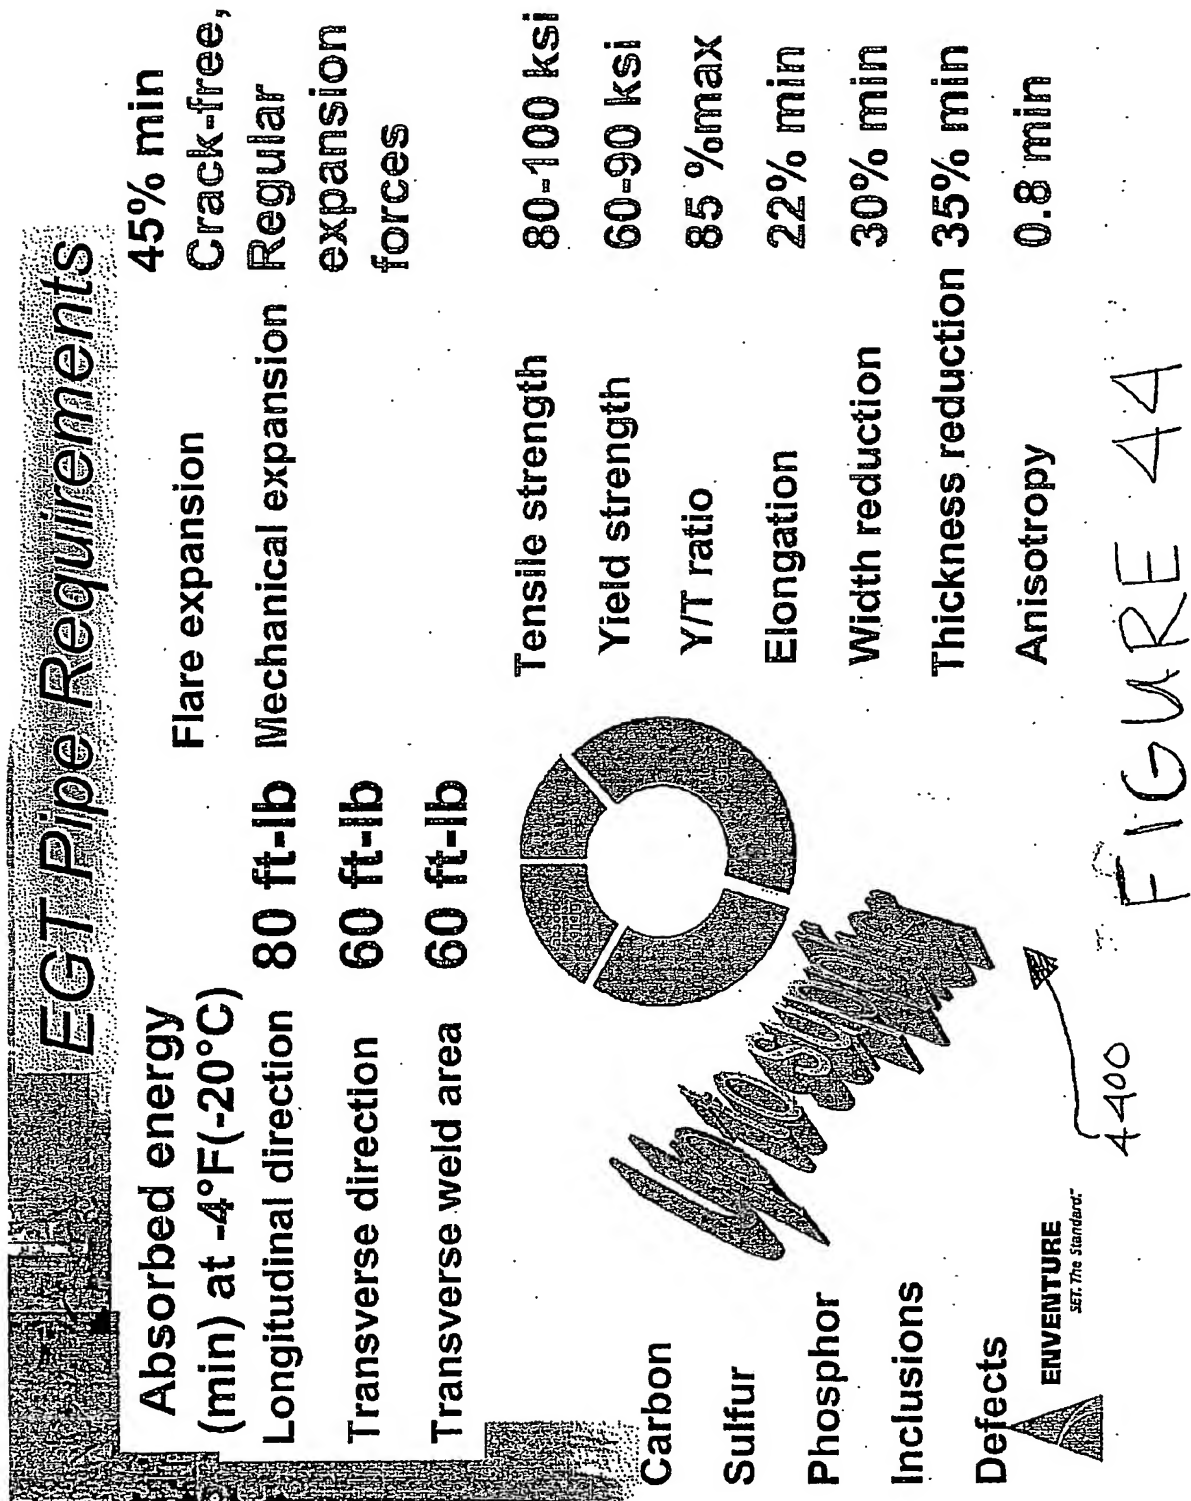 EGT Pipe Requirements
Absorbed energy
(min) at -4°F(-20°C)
Longitudinal direction 80 ft-lb
Transverse direction 60 ft-lb
Transverse weld area 60 ft-lb
Flare expansion 45% min
Mechanical expansion Crack-free,
Regular
expansion
forces
Tensile strength 80-100 ksi
Yield strength 60-90 ksi
Y/T ratio 85 %max
Elongation 22% min
Width reduction 30% min
Thickness reduction 35% min
Anisotropy 0.8 min
Carbon
Sulfur
Phosphor
Inclusions
Defects
ENVENTURE
SET. The Standard.™
4400
FIGURE 44